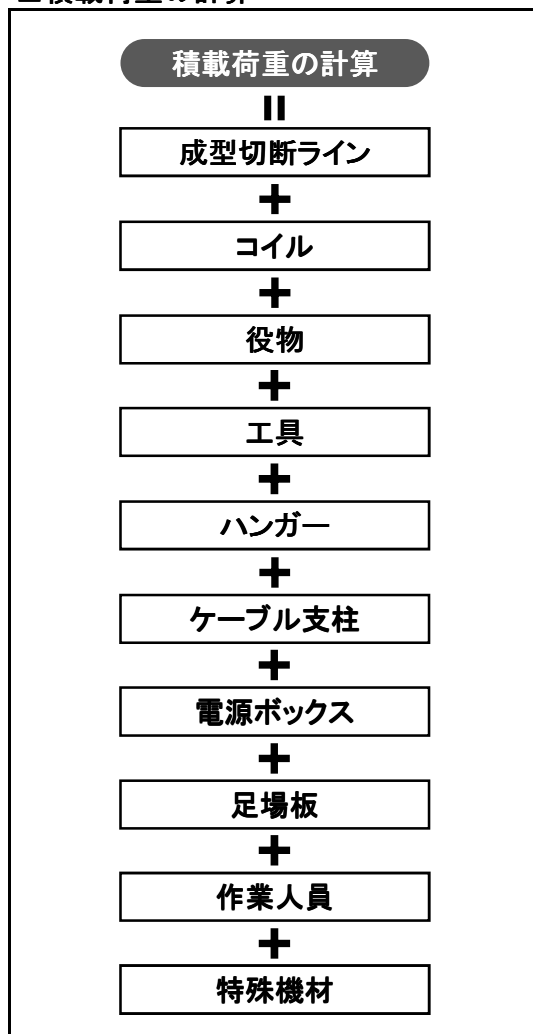 積載荷重の計算
=
成型切断ライン
+
コイル
+
役物
+
工具
+
ハンガー
+
ケーブル支柱
+
電源ボックス
+
足場板
+
作業人員
+
特殊機材